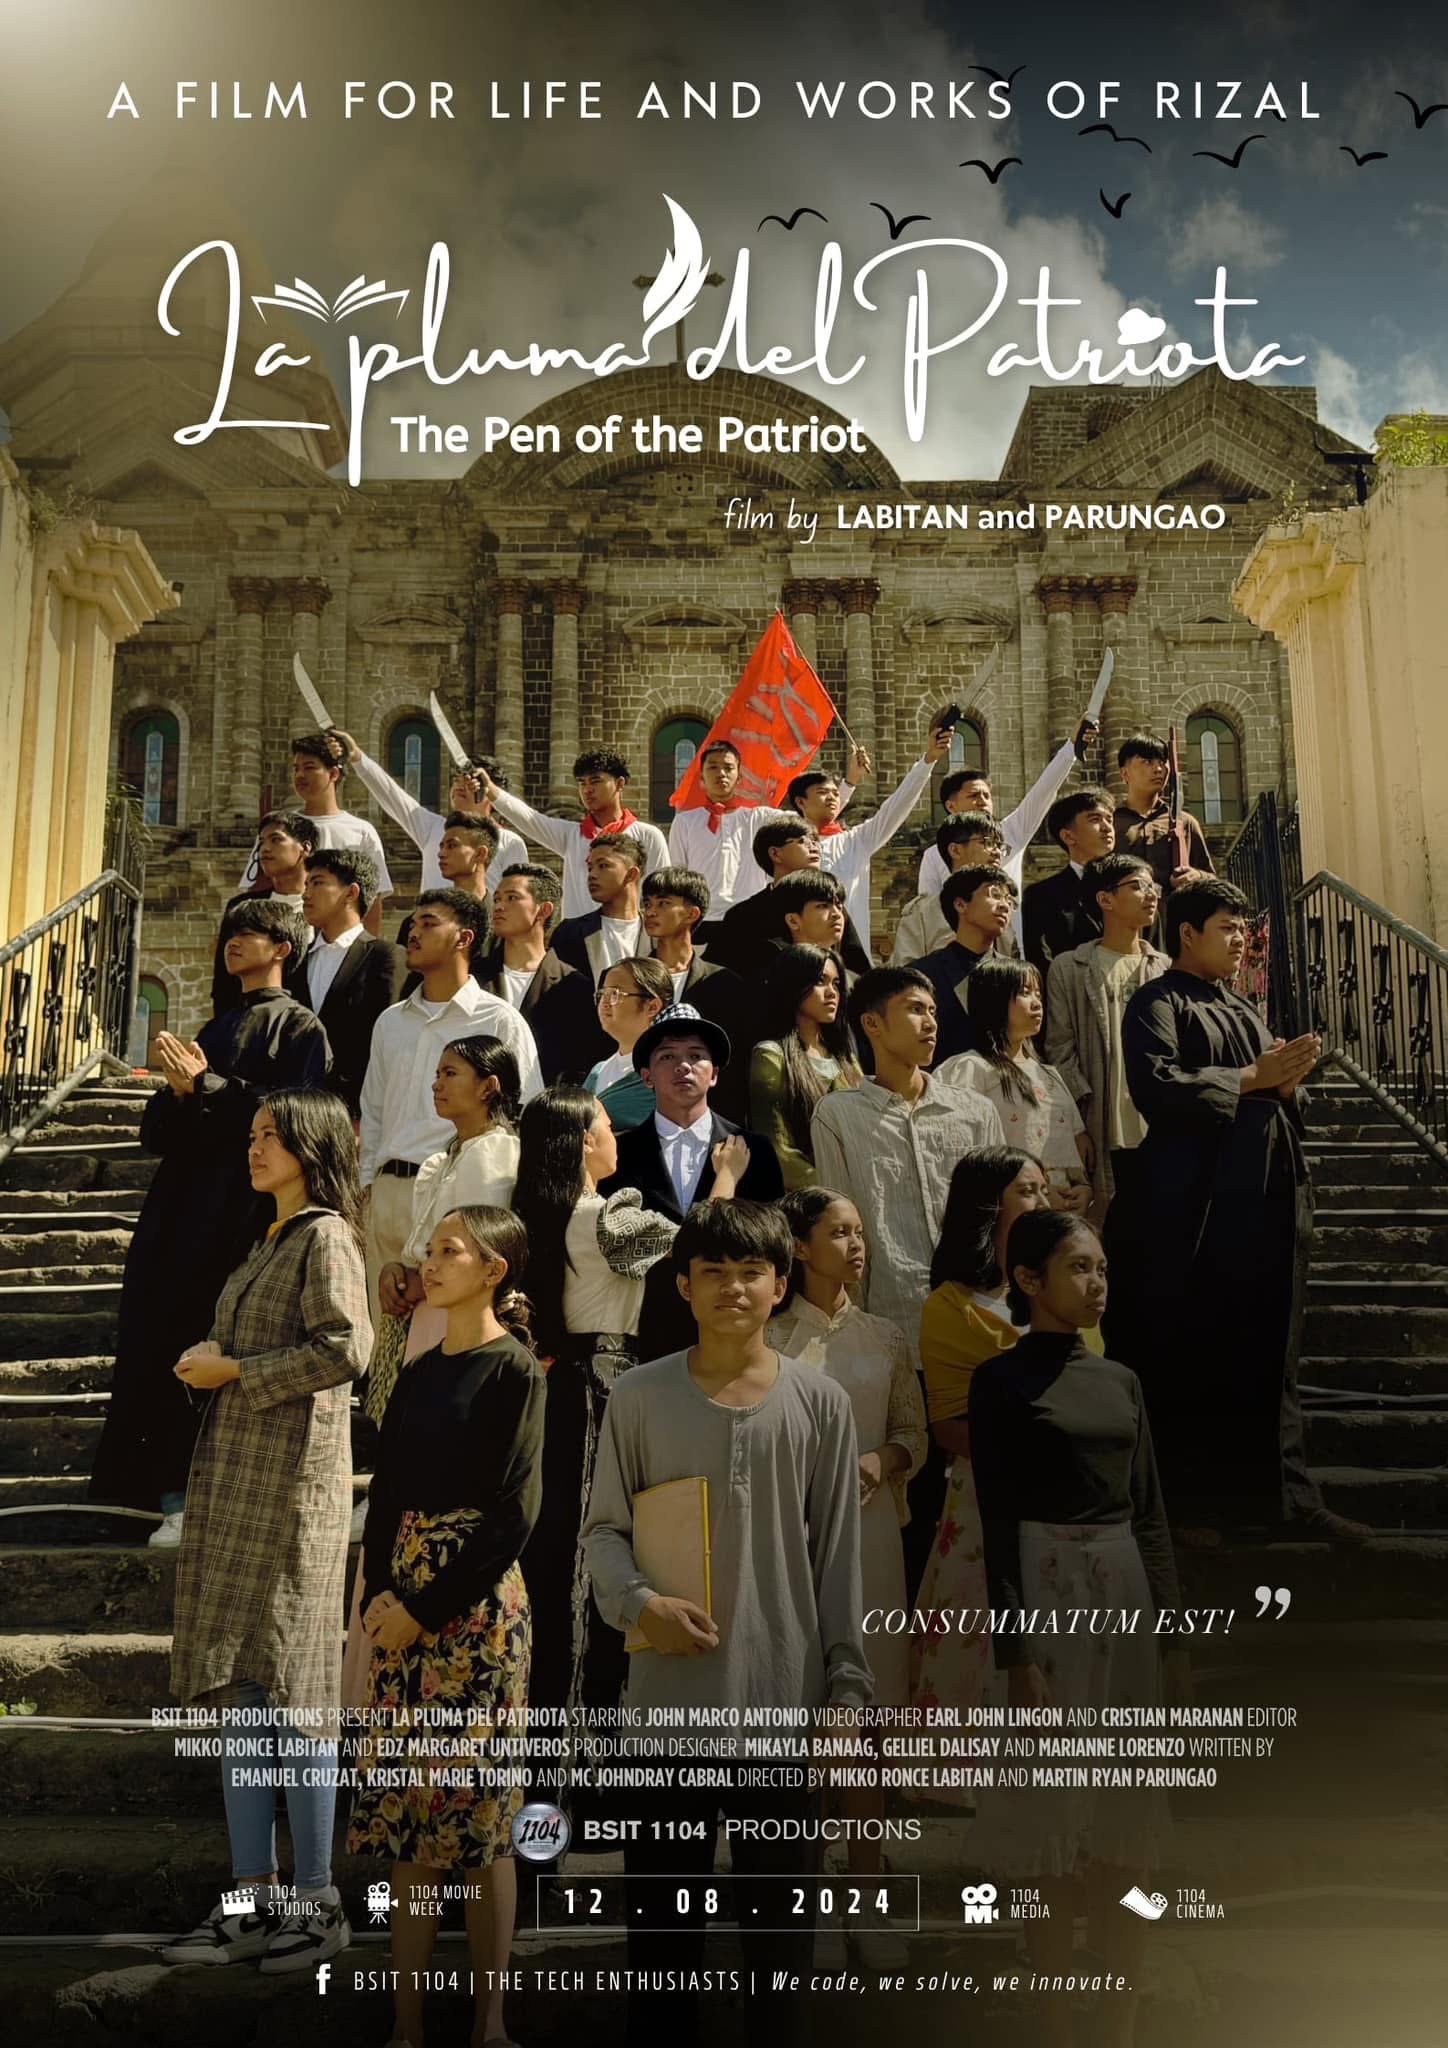 A FILM FOR LIFE AND WORKS OF RIZAL
La pluma del Patriota
The Pen of the Patriot
film by LABITAN and PARUNGAO
CONSUMMATUM EST! ”
BSIT 1104 PRODUCTIONS PRESENT LA PLUMA DEL PATRIOTA STARRING JOHN MARCO ANTONIO VIDEOGRAPHER EARL JOHN LINGON AND CRISTIAN MARANAN EDITOR
MIKKO RONCE LABITAN AND EDZ MARGARET UNTIVEROS PRODUCTION DESIGNER MIKAYLA BANAAG, GELLIEL DALISAY AND MARIANNE LORENZO WRITTEN BY
EMANUEL CRUZAT, KRISTAL MARIE TORINO AND MC JOHNDRAY CABRAL DIRECTED BY MIKKO RONCE LABITAN AND MARTIN RYAN PARUNGAO
1104 BSIT 1104 PRODUCTIONS
1104 STUDIOS
1104 MOVIE WEEK
12 . 08 . 2024
1104 MEDIA
1104 CINEMA
f BSIT 1104 | THE TECH ENTHUSIASTS | We code, we solve, we innovate.